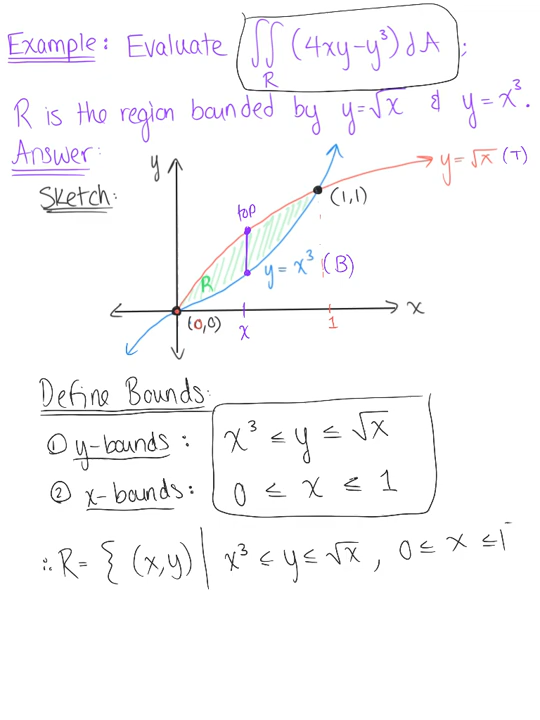 Example: Evaluate ∬_R (4xy-y³) dA ;
R is the region bounded by y=√x & y = x³.
Answer:
Sketch:
y
y = √x (T)
(1,1)
top
y = x³ (B)
R
(0,0)
x
1
x
Define Bounds:
① y-bounds : x³ ≤ y ≤ √x
② x-bounds : 0 ≤ x ≤ 1
∴ R = { (x,y) | x³ ≤ y ≤ √x , 0 ≤ x ≤ 1